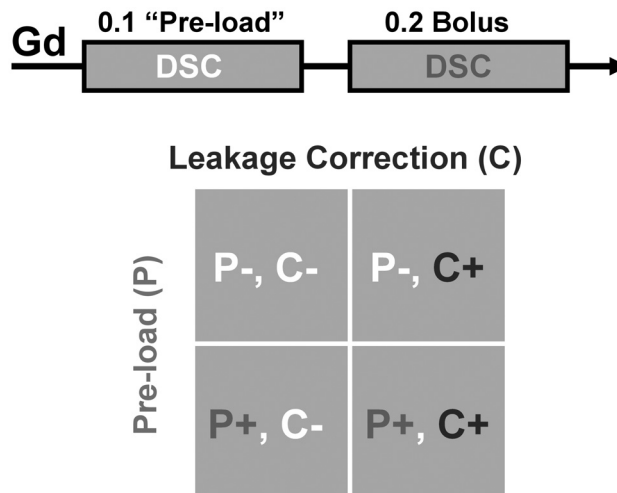 0.1 “Pre-load” 0.2 Bolus
Gd DSC DSC
Leakage Correction (C)
Pre-load (P)
P-, C- P-, C+
P+, C- P+, C+